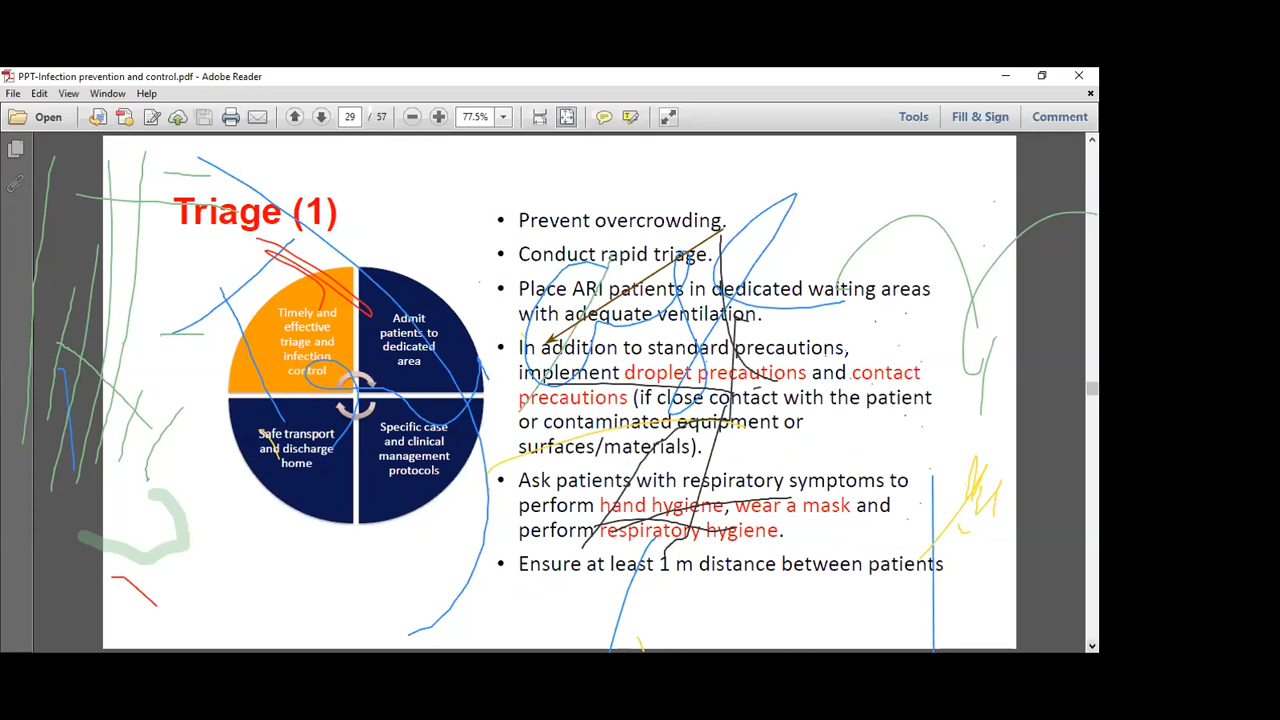 PPT-Infection prevention and control.pdf - Adobe Reader
File Edit View Window Help
Open 29 / 57 77.5% Tools Fill & Sign Comment
Triage (1)
Timely and
effective
triage and
infection
control
Admit
patients to
dedicated
area
Safe transport
and discharge
home
Specific case
and clinical
management
protocols
• Prevent overcrowding.
• Conduct rapid triage.
• Place ARI patients in dedicated waiting areas
with adequate ventilation.
• In addition to standard precautions,
implement droplet precautions and contact
precautions (if close contact with the patient
or contaminated equipment or
surfaces/materials).
• Ask patients with respiratory symptoms to
perform hand hygiene, wear a mask and
perform respiratory hygiene.
• Ensure at least 1 m distance between patients